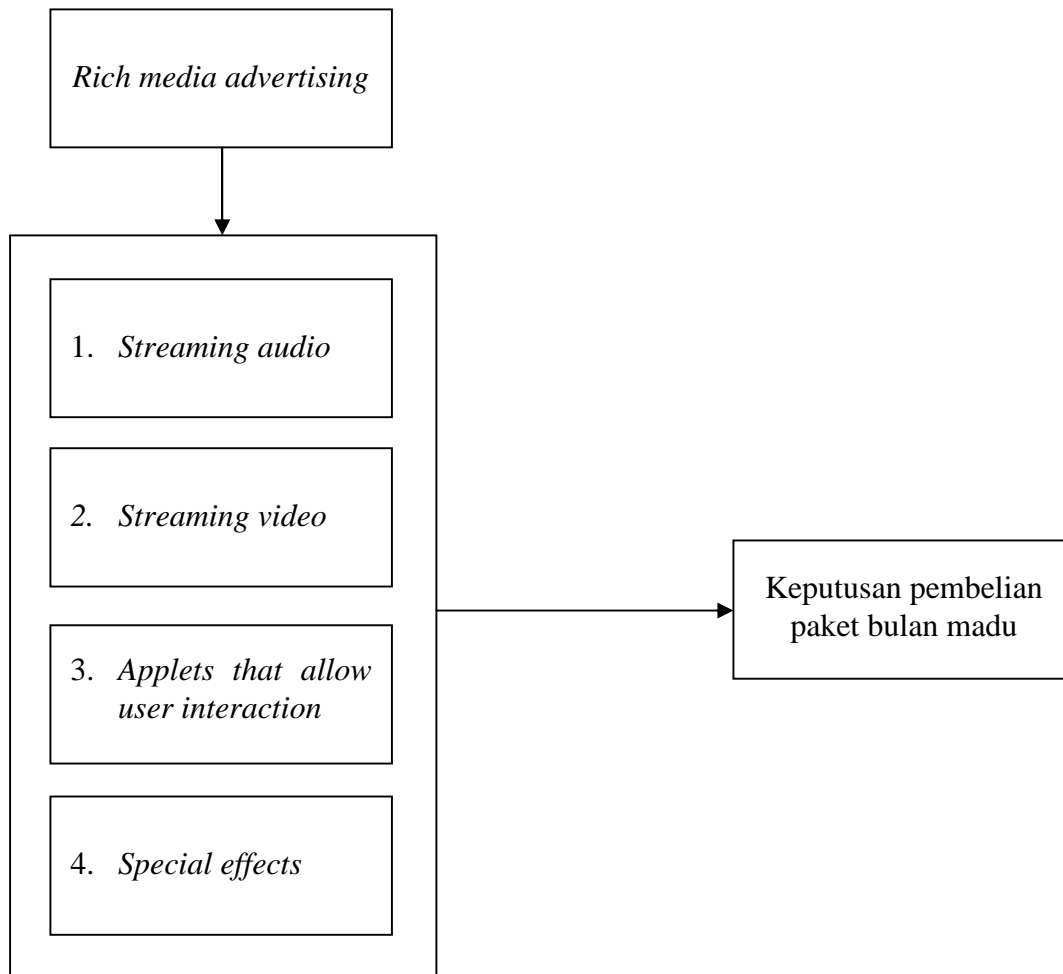 Rich media advertising
1. Streaming audio
2. Streaming video
3. Applets that allow
user interaction
4. Special effects
Keputusan pembelian
paket bulan madu